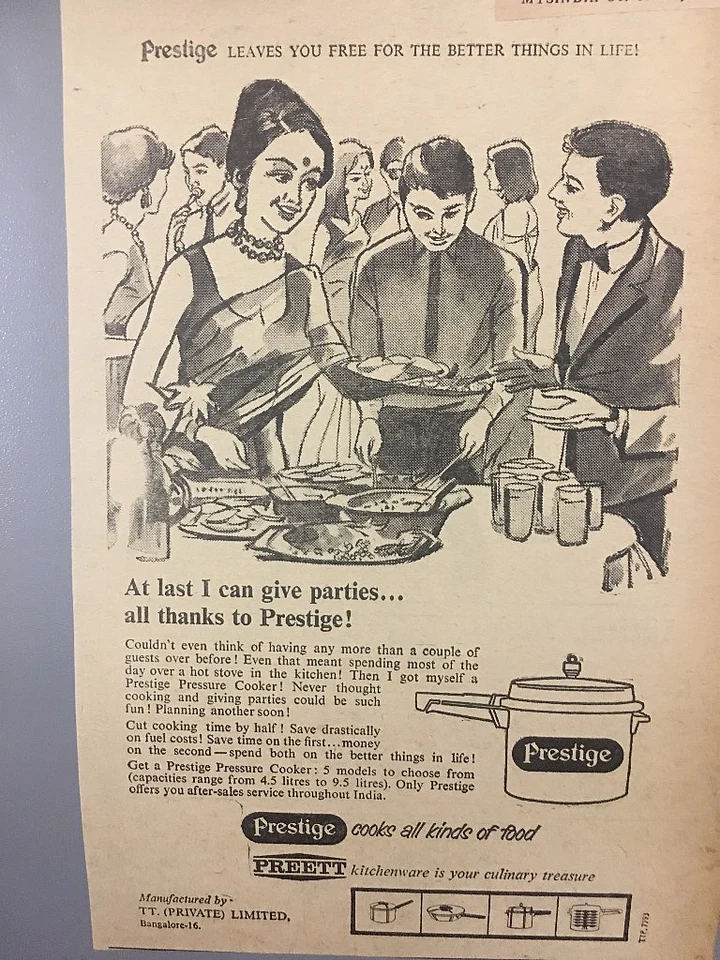 Prestige LEAVES YOU FREE FOR THE BETTER THINGS IN LIFE!
At last I can give parties...
all thanks to Prestige!
Couldn't even think of having any more than a couple of
guests over before! Even that meant spending most of the
day over a hot stove in the kitchen! Then I got myself a
Prestige Pressure Cooker! Never thought
cooking and giving parties could be such
fun! Planning another soon!
Cut cooking time by half! Save drastically
on fuel costs! Save time on the first...money
on the second—spend both on the better things in life!
Get a Prestige Pressure Cooker: 5 models to choose from
(capacities range from 4.5 litres to 9.5 litres). Only Prestige
offers you after-sales service throughout India.
Prestige
Prestige cooks all kinds of food
PREETT kitchenware is your culinary treasure
Manufactured by
TT. (PRIVATE) LIMITED,
Bangalore-16.